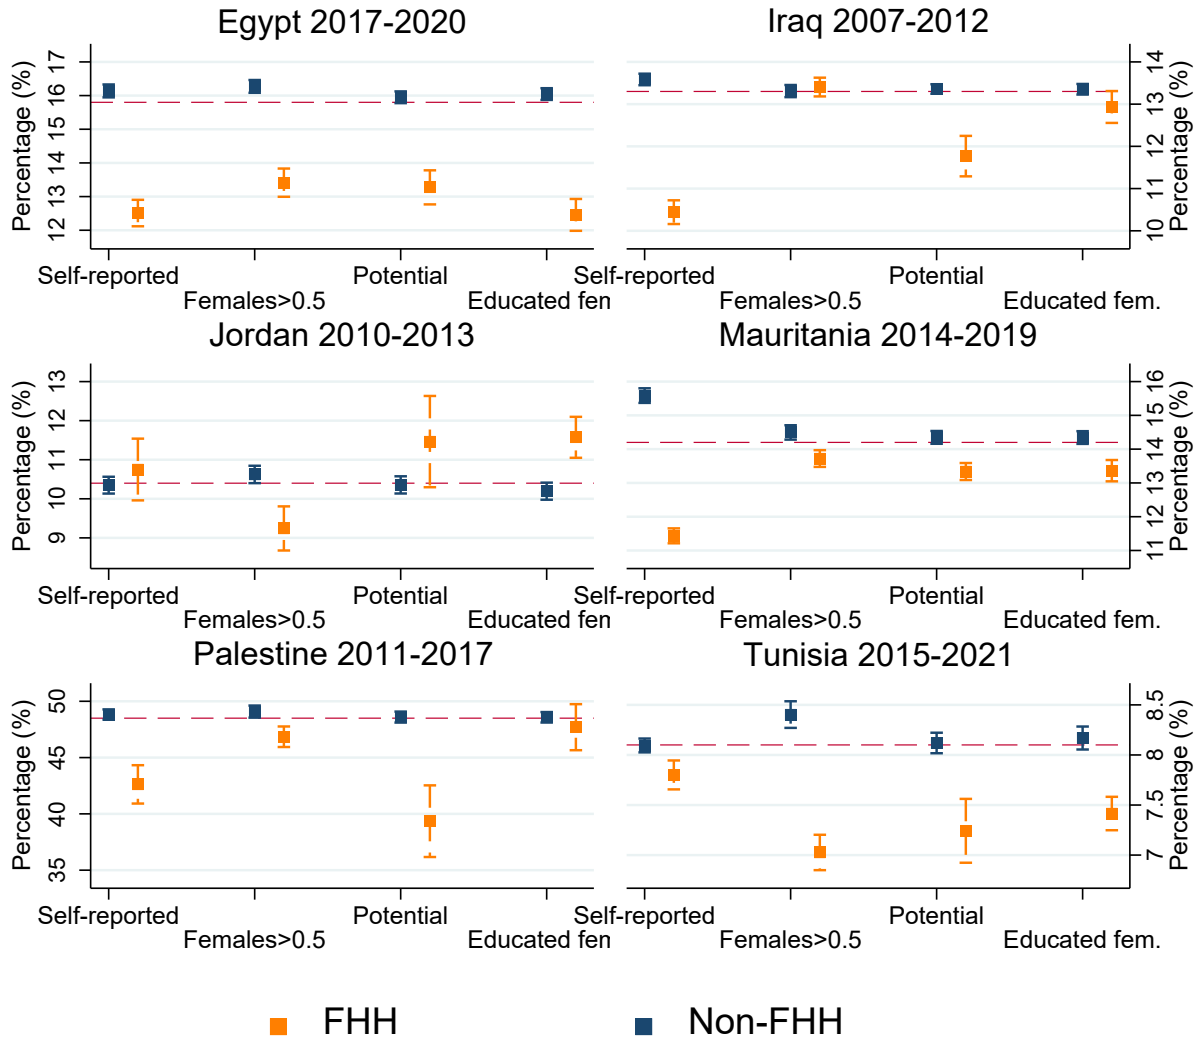 Egypt 2017-2020
Percentage (%)
17
16
15
14
13
12
Self-reported
Females>0.5
Potential
Educated fem
Iraq 2007-2012
Percentage (%)
14
13
12
11
10
Self-reported
Females>0.5
Potential
Educated fem.
Jordan 2010-2013
Percentage (%)
13
12
11
10
9
Self-reported
Females>0.5
Potential
Educated fem
Mauritania 2014-2019
Percentage (%)
16
15
14
13
12
11
Self-reported
Females>0.5
Potential
Educated fem.
Palestine 2011-2017
Percentage (%)
50
45
40
35
Self-reported
Females>0.5
Potential
Educated fem
Tunisia 2015-2021
Percentage (%)
8.5
8
7.5
7
Self-reported
Females>0.5
Potential
Educated fem.
FHH
Non-FHH